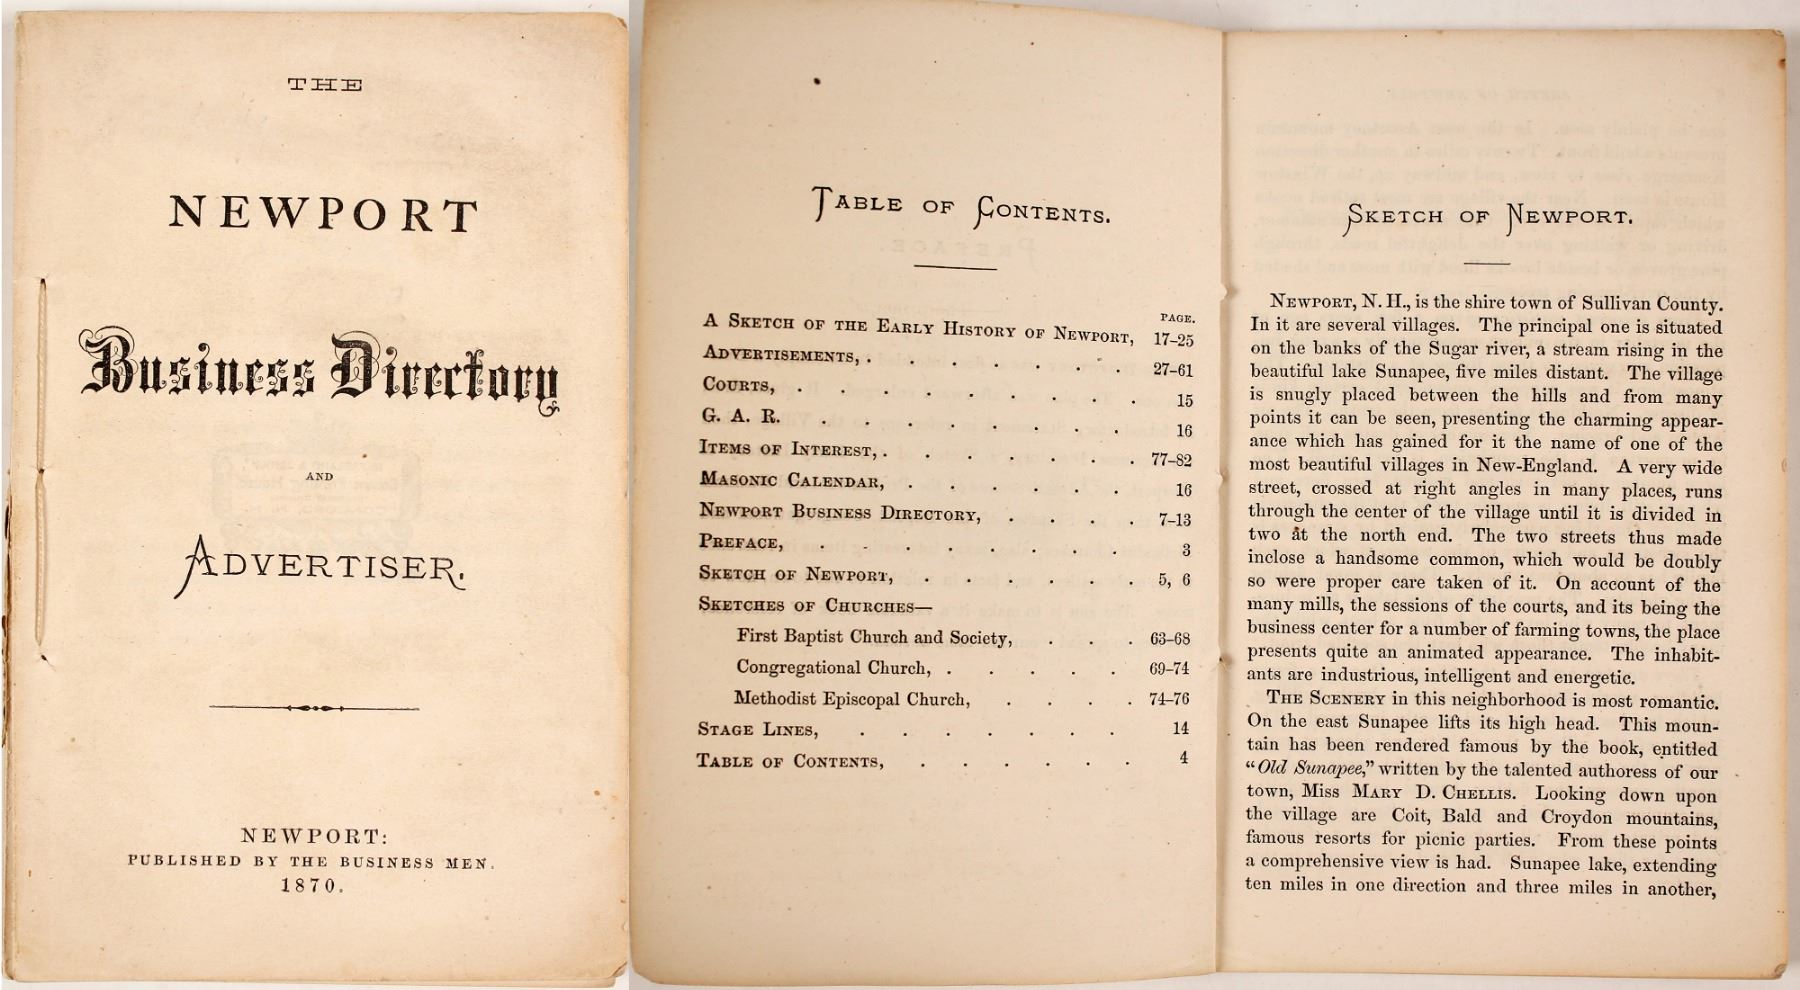 THE
NEWPORT
Business Directory
AND
ADVERTISER.
NEWPORT:
PUBLISHED BY THE BUSINESS MEN.
1870.
TABLE OF CONTENTS.
PAGE.
A SKETCH OF THE EARLY HISTORY OF NEWPORT, 17–25
ADVERTISEMENTS, . . . . . . . 27–61
COURTS, . . . . . . . . . 15
G. A. R. . . . . . . . . 16
ITEMS OF INTEREST, . . . . . . . 77–82
MASONIC CALENDAR, . . . . . . 16
NEWPORT BUSINESS DIRECTORY, . . . . 7–13
PREFACE, . . . . . . . . 3
SKETCH OF NEWPORT, . . . . . . 5, 6
SKETCHES OF CHURCHES—
First Baptist Church and Society, . . . 63–68
Congregational Church, . . . . . 69–74
Methodist Episcopal Church, . . . . 74–76
STAGE LINES, . . . . . . . 14
TABLE OF CONTENTS, . . . . . . 4
SKETCH OF NEWPORT.
NEWPORT, N. H., is the shire town of Sullivan County.
In it are several villages. The principal one is situated
on the banks of the Sugar river, a stream rising in the
beautiful lake Sunapee, five miles distant. The village
is snugly placed between the hills and from many
points it can be seen, presenting the charming appear-
ance which has gained for it the name of one of the
most beautiful villages in New-England. A very wide
street, crossed at right angles in many places, runs
through the center of the village until it is divided in
two at the north end. The two streets thus made
inclose a handsome common, which would be doubly
so were proper care taken of it. On account of the
many mills, the sessions of the courts, and its being the
business center for a number of farming towns, the place
presents quite an animated appearance. The inhabit-
ants are industrious, intelligent and energetic.
THE SCENERY in this neighborhood is most romantic.
On the east Sunapee lifts its high head. This moun-
tain has been rendered famous by the book, entitled
“Old Sunapee,” written by the talented authoress of our
town, Miss MARY D. CHELLIS. Looking down upon
the village are Coit, Bald and Croydon mountains,
famous resorts for picnic parties. From these points
a comprehensive view is had. Sunapee lake, extending
ten miles in one direction and three miles in another,